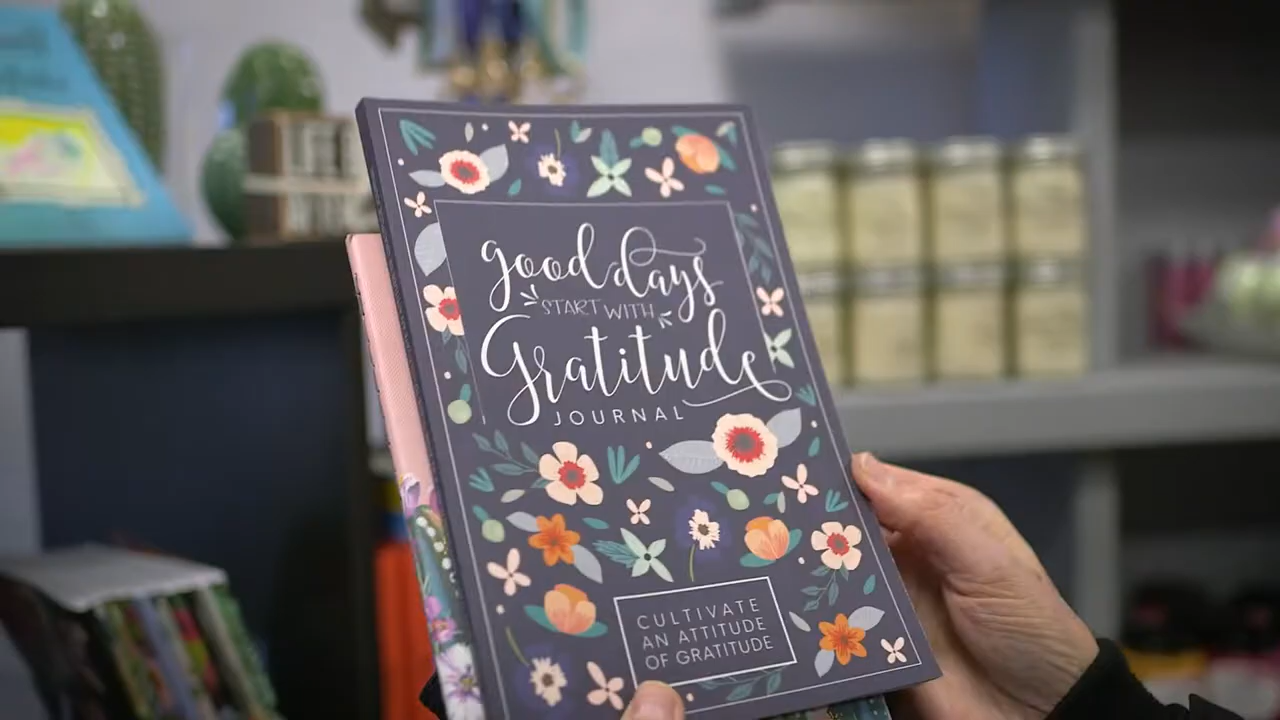 good days
START WITH
Gratitude
JOURNAL
CULTIVATE
AN ATTITUDE
OF GRATITUDE